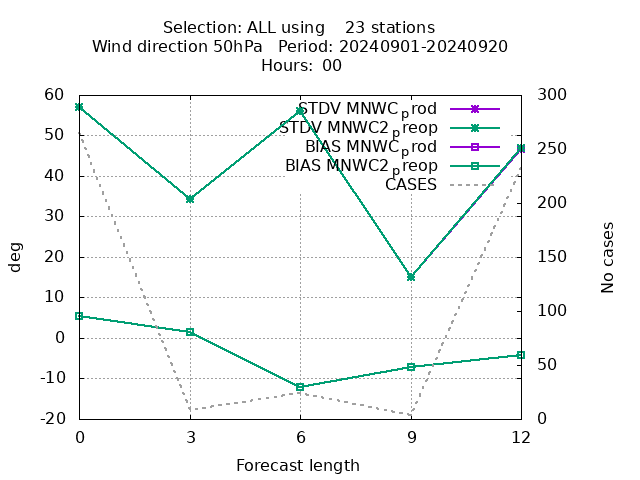 Selection: ALL using    23 stations
Wind direction 50hPa   Period: 20240901-20240920
Hours: 00
STDV MNWC_prod
STDV MNWC2_preop
BIAS MNWC_prod
BIAS MNWC2_preop
CASES
60
50
40
30
20
10
0
-10
-20
300
250
200
150
100
50
0
deg
No cases
0 3 6 9 12
Forecast length